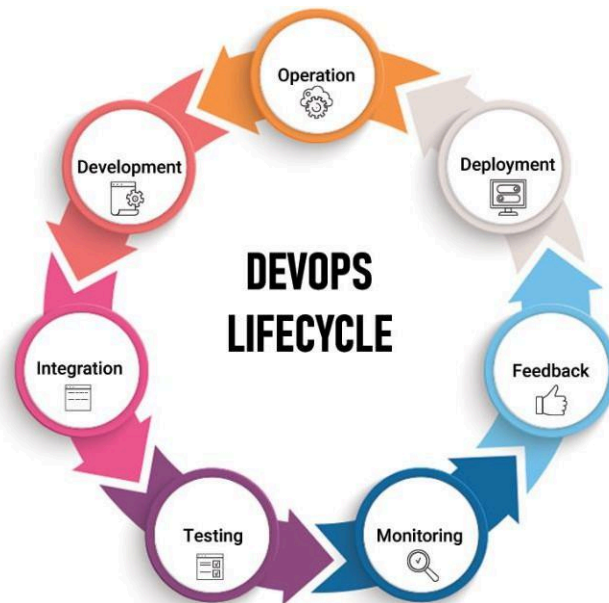 Operation
Development
Deployment
DEVOPS
LIFECYCLE
Integration
Feedback
Testing
Monitoring